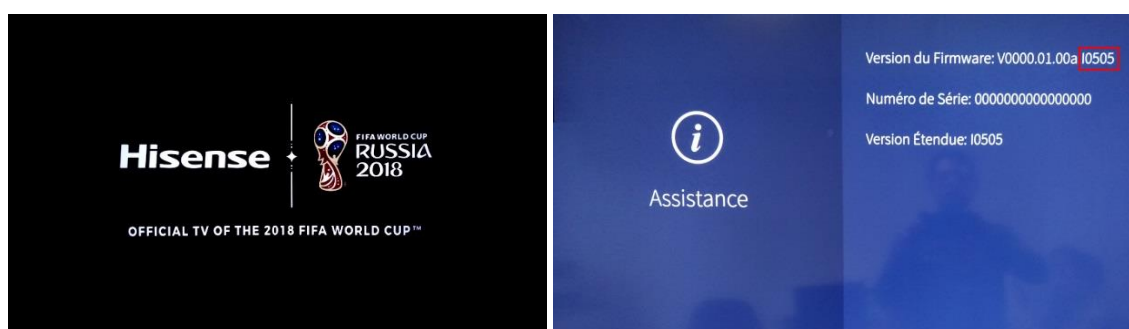 Hisense
FIFA WORLD CUP
RUSSIA
2018
OFFICIAL TV OF THE 2018 FIFA WORLD CUP™
i
Assistance
Version du Firmware: V0000.01.00a I0505
Numéro de Série: 0000000000000000
Version Étendue: I0505